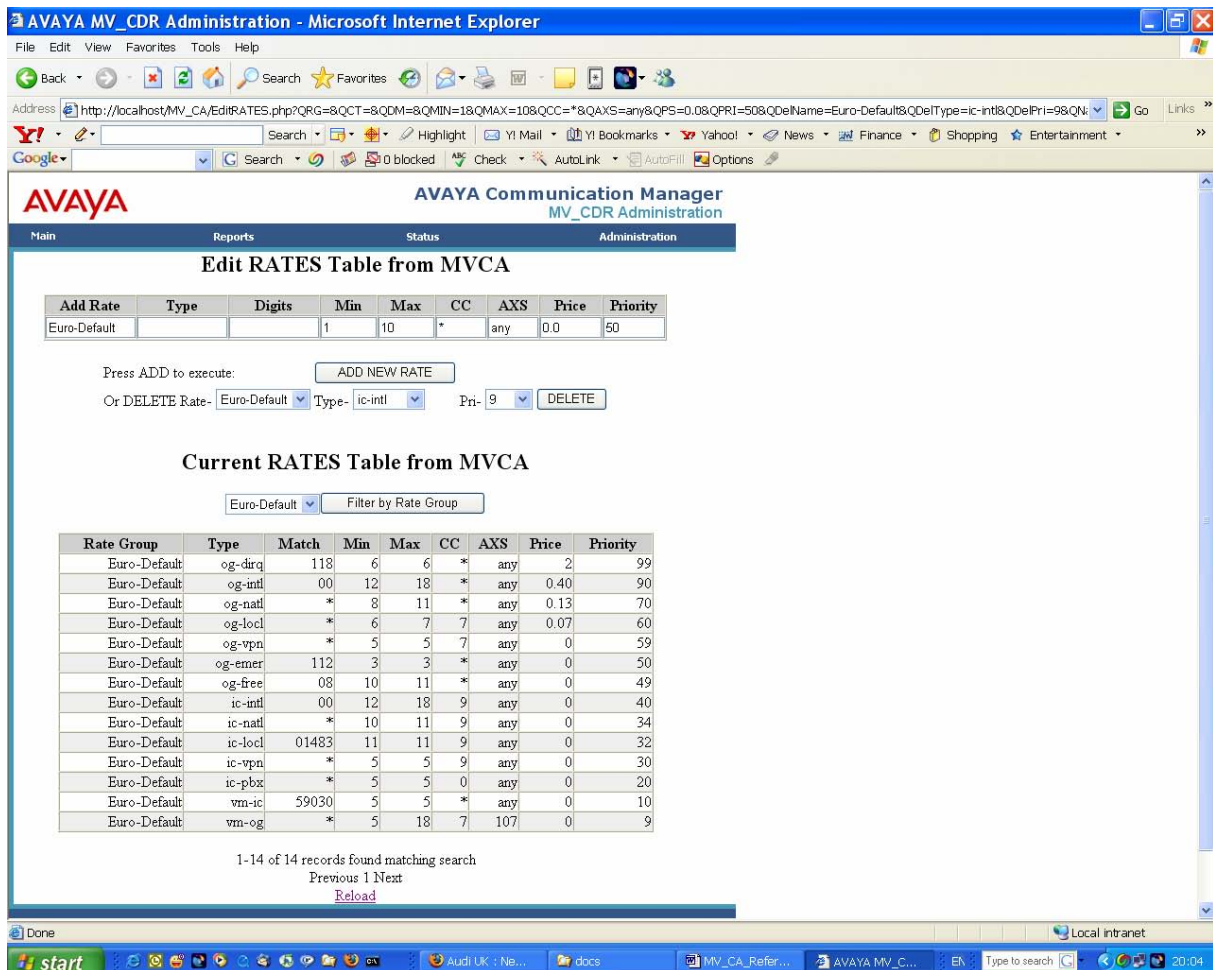 AVAYA MV_CDR Administration - Microsoft Internet Explorer
File Edit View Favorites Tools Help
Back Search Favorites
Address http://localhost/MV_CA/EditRATES.php?QRG=&QCT=&QDM=&QMIN=1&QMAX=10&QCC=*&QAXS=any&QPS=0.0&QPRI=50&QDelName=Euro-Default&QDelType=ic-intl&QDelPri=9&QN Go Links »
Y! Search Highlight Y! Mail Y! Bookmarks Yahoo! News Finance Shopping Entertainment »
Google Search 0 blocked Check AutoLink AutoFill Options
AVAYA
AVAYA Communication Manager
MV_CDR Administration
Main Reports Status Administration
Edit RATES Table from MVCA
Add Rate Type Digits Min Max CC AXS Price Priority
Euro-Default 1 10 * any 0.0 50
Press ADD to execute: ADD NEW RATE
Or DELETE Rate- Euro-Default Type- ic-intl Pri- 9 DELETE
Current RATES Table from MVCA
Euro-Default Filter by Rate Group
Rate Group Type Match Min Max CC AXS Price Priority
Euro-Default og-dirq 118 6 6 * any 2 99
Euro-Default og-intl 00 12 18 * any 0.40 90
Euro-Default og-natl * 8 11 * any 0.13 70
Euro-Default og-locl * 6 7 7 any 0.07 60
Euro-Default og-vpn * 5 5 7 any 0 59
Euro-Default og-emer 112 3 3 * any 0 50
Euro-Default og-free 08 10 11 * any 0 49
Euro-Default ic-intl 00 12 18 9 any 0 40
Euro-Default ic-natl * 10 11 9 any 0 34
Euro-Default ic-locl 01483 11 11 9 any 0 32
Euro-Default ic-vpn * 5 5 9 any 0 30
Euro-Default ic-pbx * 5 5 0 any 0 20
Euro-Default vm-ic 59030 5 5 * any 0 10
Euro-Default vm-og * 5 18 7 107 0 9
1-14 of 14 records found matching search
Previous 1 Next
Reload
Done Local intranet
start Audi UK : Ne... docs MV_CA_Refer... AVAYA MV_C... EN Type to search 20:04